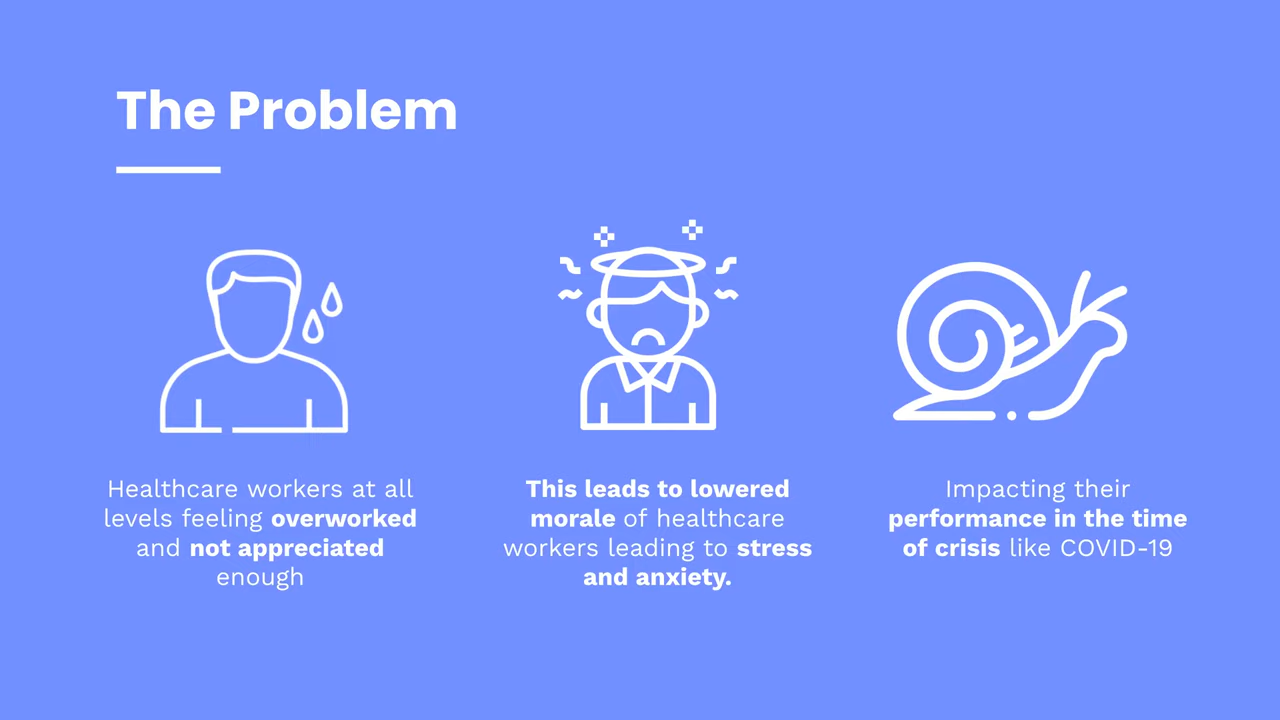 The Problem
Healthcare workers at all
levels feeling overworked
and not appreciated
enough
This leads to lowered
morale of healthcare
workers leading to stress
and anxiety.
Impacting their
performance in the time
of crisis like COVID-19